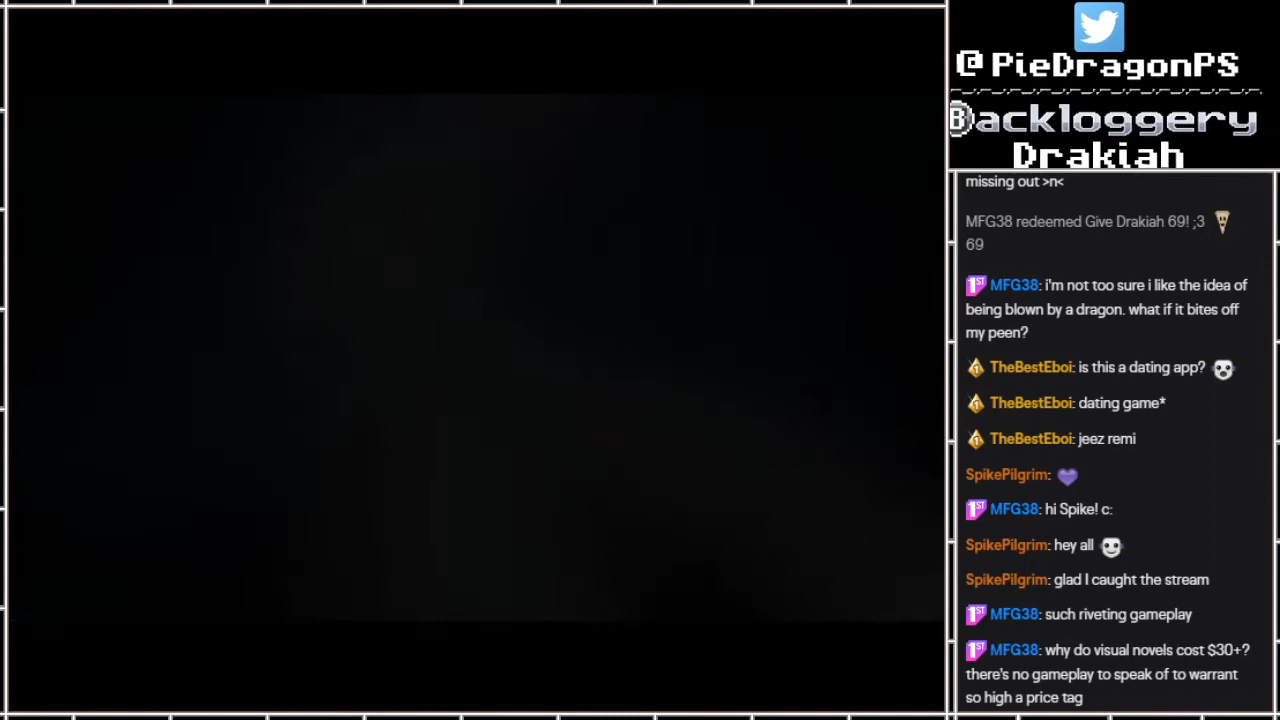 @PieDragonPS
Backloggery
Drakiah
missing out >n<
MFG38 redeemed Give Drakiah 69! ;3
69
MFG38: i'm not too sure i like the idea of
being blown by a dragon. what if it bites off
my peen?
TheBestEboi: is this a dating app?
TheBestEboi: dating game*
TheBestEboi: jeez remi
SpikePilgrim:
MFG38: hi Spike! c:
SpikePilgrim: hey all
SpikePilgrim: glad I caught the stream
MFG38: such riveting gameplay
MFG38: why do visual novels cost $30+?
there's no gameplay to speak of to warrant
so high a price tag